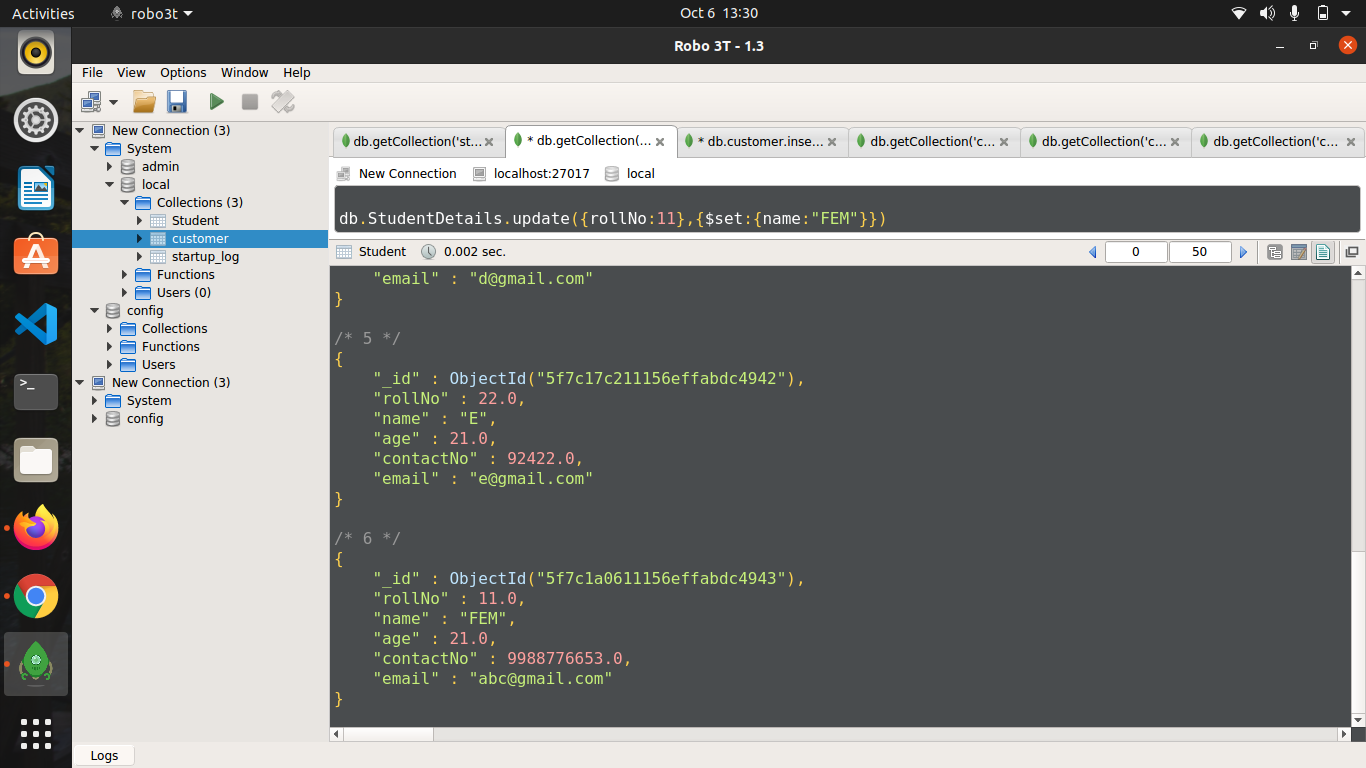 Activities
robo3t
Oct 6 13:30
Robo 3T - 1.3
File View Options Window Help
New Connection (3)
System
admin
local
Collections (3)
Student
customer
startup_log
Functions
Users (0)
config
Collections
Functions
Users
New Connection (3)
System
config
db.getCollection('st...
* db.getCollection(...
* db.customer.inse...
db.getCollection('c...
db.getCollection('c...
db.getCollection('c...
New Connection localhost:27017 local
db.StudentDetails.update({rollNo:11},{$set:{name:"FEM"}})
Student 0.002 sec.
0 50
"email" : "d@gmail.com"
}
/* 5 */
{
"_id" : ObjectId("5f7c17c211156effabdc4942"),
"rollNo" : 22.0,
"name" : "E",
"age" : 21.0,
"contactNo" : 92422.0,
"email" : "e@gmail.com"
}
/* 6 */
{
"_id" : ObjectId("5f7c1a0611156effabdc4943"),
"rollNo" : 11.0,
"name" : "FEM",
"age" : 21.0,
"contactNo" : 9988776653.0,
"email" : "abc@gmail.com"
}
Logs